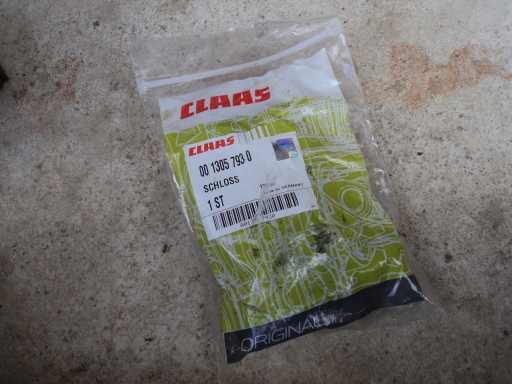 CLAAS
CLAAS
00 1305 793 0
SCHLOSS
1 ST
ORIGINAL